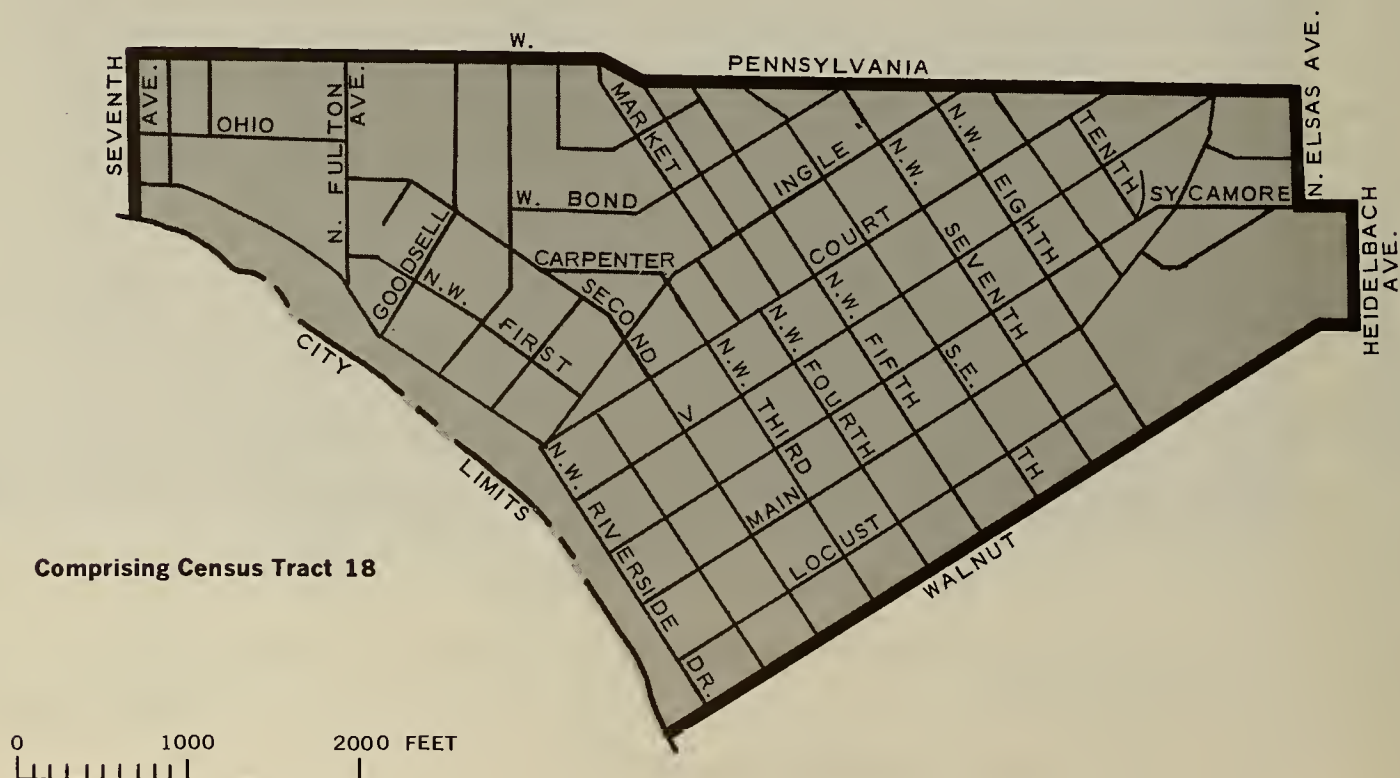 W.
PENNSYLVANIA
N. ELSAS AVE.
SEVENTH
AVE.
OHIO
N. FULTON
AVE.
MARKET
INGLE
N.W.
N.W.
TENTH
W. BOND
EIGHTH
SYCAMORE
HEIDELBACH
AVE.
GOODSELL
CARPENTER
COURT
SEVENTH
N.W.
FIRST
SECOND
N.W.
FIFTH
S.E.
N.W.
FOURTH
N.W.
THIRD
V
TH
CITY
LIMITS
MAIN
LOCUST
N.W. RIVERSIDE
DR.
WALNUT
Comprising Census Tract 18
0 1000 2000 FEET